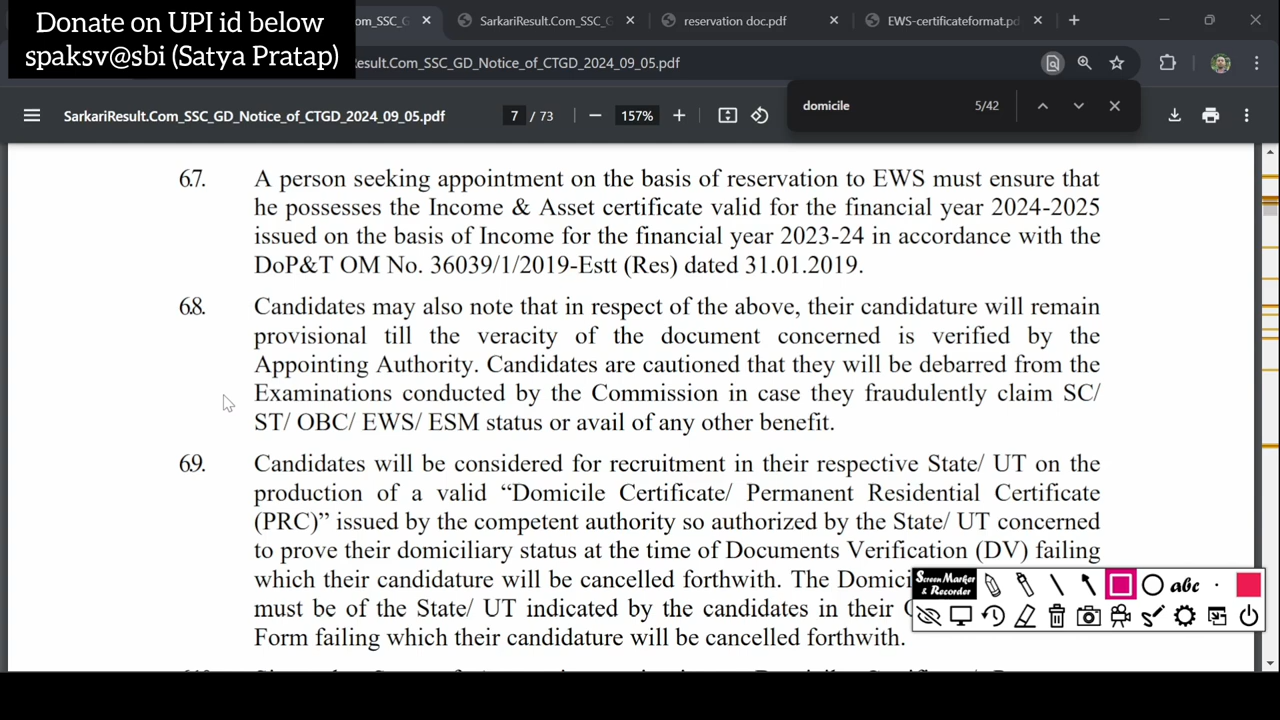 Donate on UPI id below
spaksv@sbi (Satya Pratap)
om_SSC_G
SarkariResult.Com_SSC_G
reservation doc.pdf
EWS-certificateformat.pd
esult.Com_SSC_GD_Notice_of_CTGD_2024_09_05.pdf
domicile 5/42
SarkariResult.Com_SSC_GD_Notice_of_CTGD_2024_09_05.pdf 7 / 73 157%
6.7. A person seeking appointment on the basis of reservation to EWS must ensure that
he possesses the Income & Asset certificate valid for the financial year 2024-2025
issued on the basis of Income for the financial year 2023-24 in accordance with the
DoP&T OM No. 36039/1/2019-Estt (Res) dated 31.01.2019.
6.8. Candidates may also note that in respect of the above, their candidature will remain
provisional till the veracity of the document concerned is verified by the
Appointing Authority. Candidates are cautioned that they will be debarred from the
Examinations conducted by the Commission in case they fraudulently claim SC/
ST/ OBC/ EWS/ ESM status or avail of any other benefit.
6.9. Candidates will be considered for recruitment in their respective State/ UT on the
production of a valid “Domicile Certificate/ Permanent Residential Certificate
(PRC)” issued by the competent authority so authorized by the State/ UT concerned
to prove their domiciliary status at the time of Documents Verification (DV) failing
which their candidature will be cancelled forthwith. The Domici
must be of the State/ UT indicated by the candidates in their
Form failing which their candidature will be cancelled forthwith.
Screen Marker
& Recorder
abc